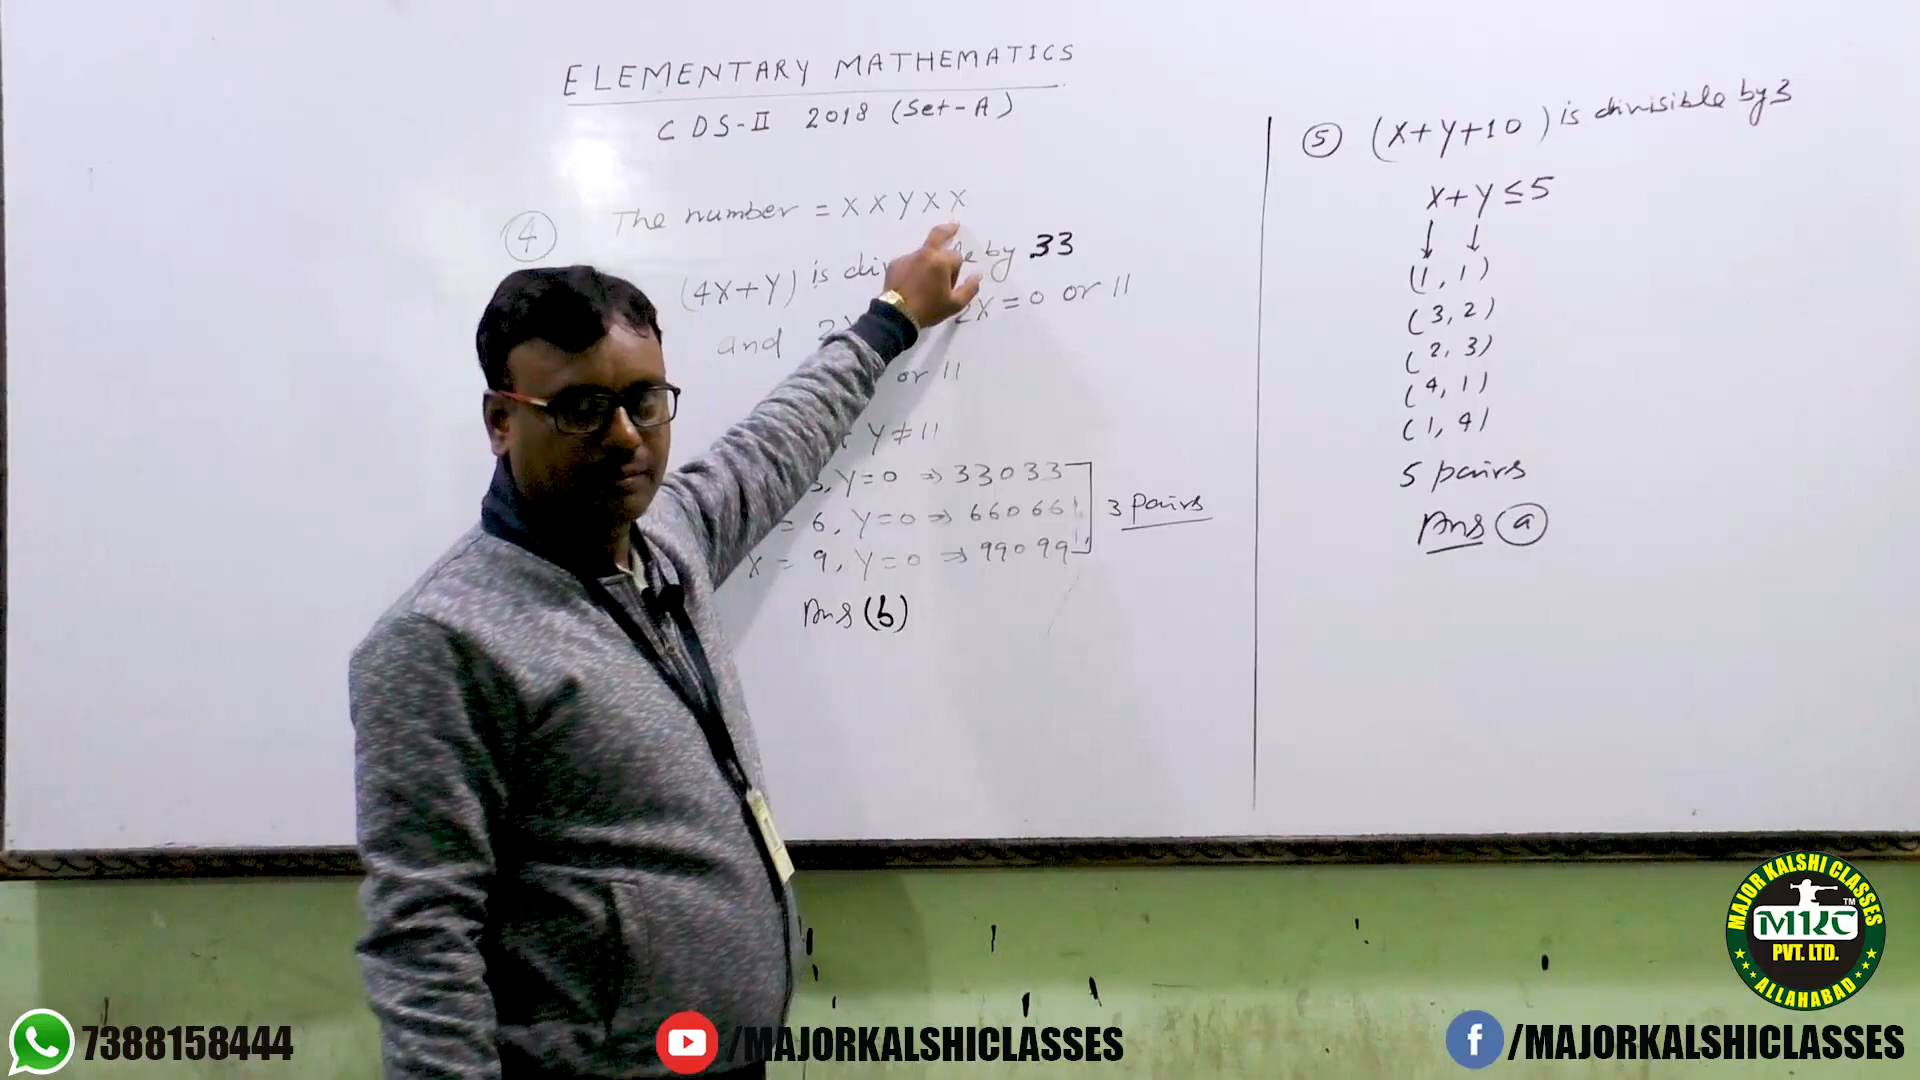 ELEMENTARY MATHEMATICS
CDS-II 2018 (Set-A)
④ The number = X X Y X X
(4X+Y) is by 33
and 2X = 0 or 11
or 11
Y ≠ 11
Y=0 ⇒ 33033
= 6, Y=0 ⇒ 66066
X = 9, Y=0 ⇒ 99099
3 Pairs
Ans (b)
⑤ (X+Y+10) is divisible by 3
X+Y ≤ 5
↓ ↓
(1, 1)
(3, 2)
(2, 3)
(4, 1)
(1, 4)
5 pairs
Ans ⓐ
MAJOR KALSHI CLASSES
MKC
TM
PVT. LTD.
ALLAHABAD
7388158444
/MAJORKALSHICLASSES
/MAJORKALSHICLASSES